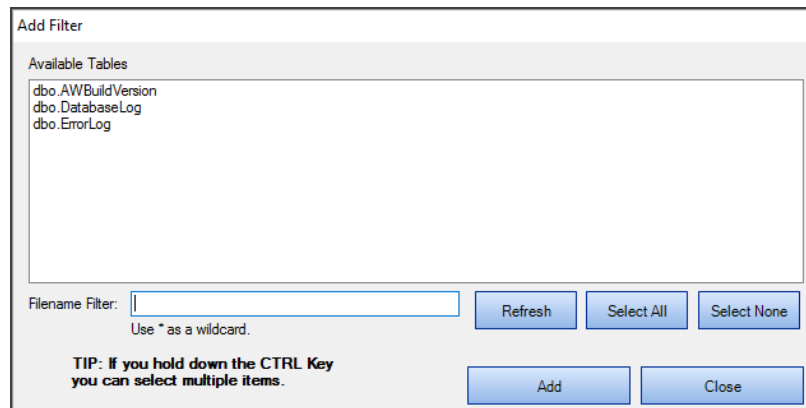 Add Filter
Available Tables
dbo.AWBuildVersion
dbo.DatabaseLog
dbo.ErrorLog
Filename Filter:
Refresh
Select All
Select None
Use * as a wildcard.
TIP: If you hold down the CTRL Key
you can select multiple items.
Add
Close